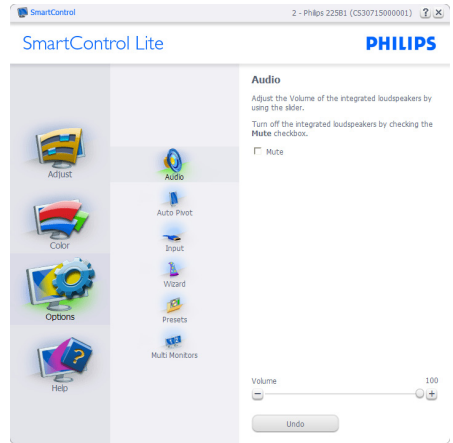 SmartControl
2 - Philips 225B1 (CS30715000001)
?
SmartControl Lite
PHILIPS
Adjust
Color
Options
Help
Audio
Auto Pivot
Input
Wizard
Presets
Multi Monitors
Audio
Adjust the Volume of the integrated loudspeakers by
using the slider.
Turn off the integrated loudspeakers by checking the
Mute checkbox.
Mute
Volume 100
Undo